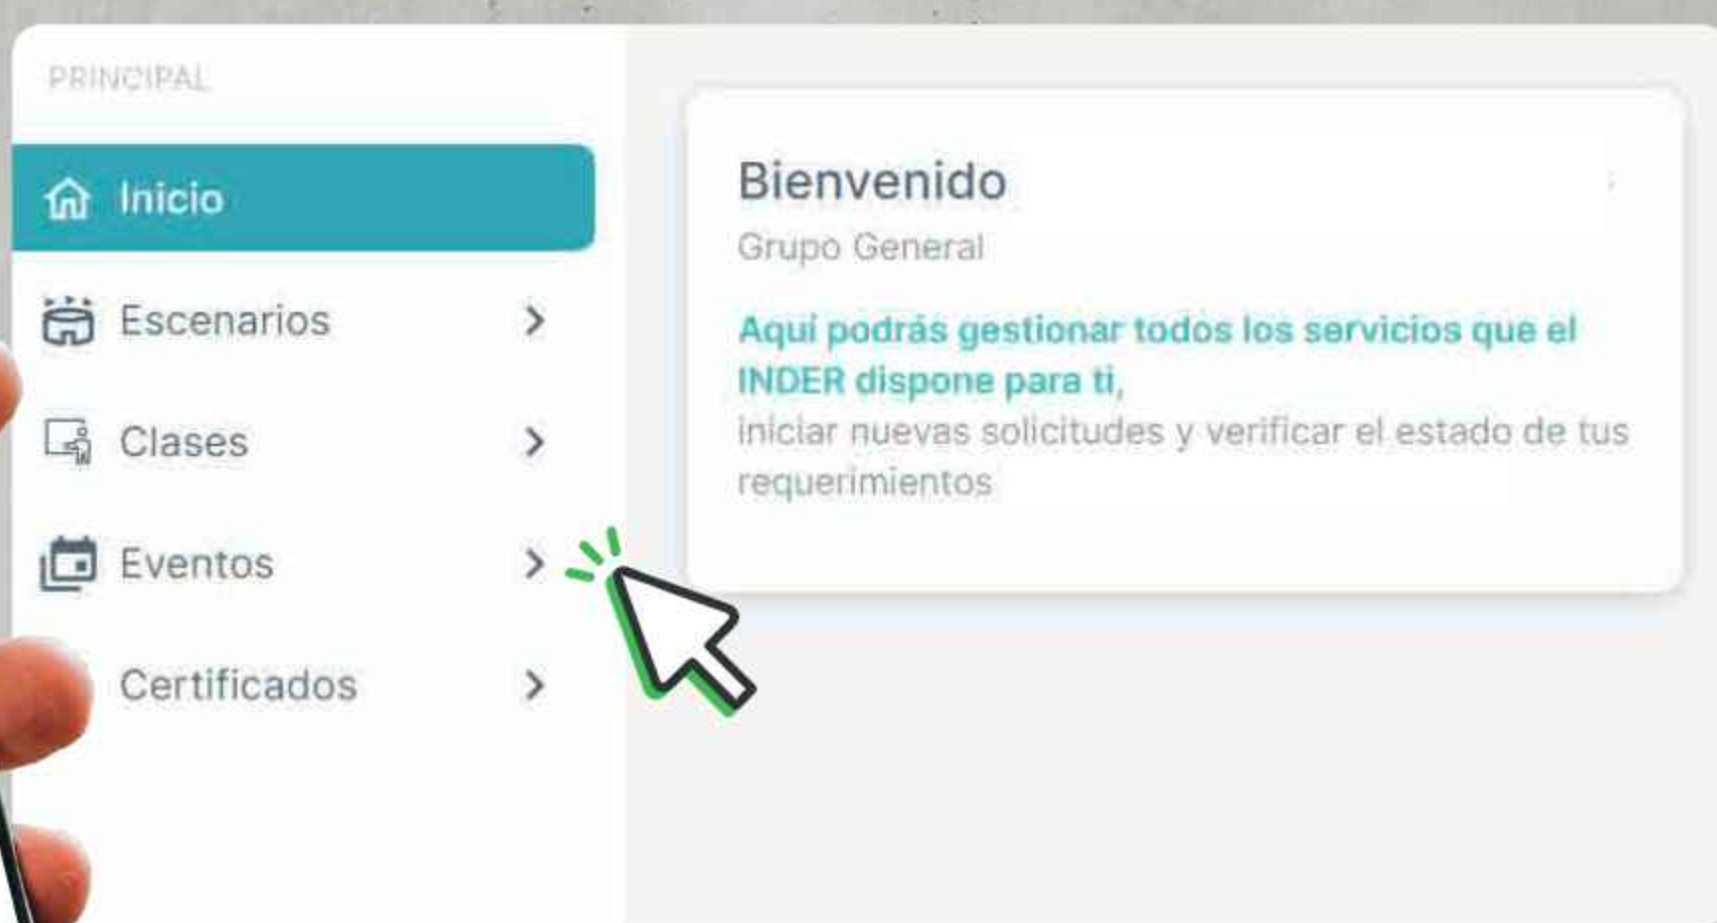 PRINCIPAL
Inicio
Escenarios
Clases
Eventos
Certificados
Bienvenido
Grupo General
Aquí podrás gestionar todos los servicios que el
INDER dispone para ti,
iniciar nuevas solicitudes y verificar el estado de tus
requerimientos